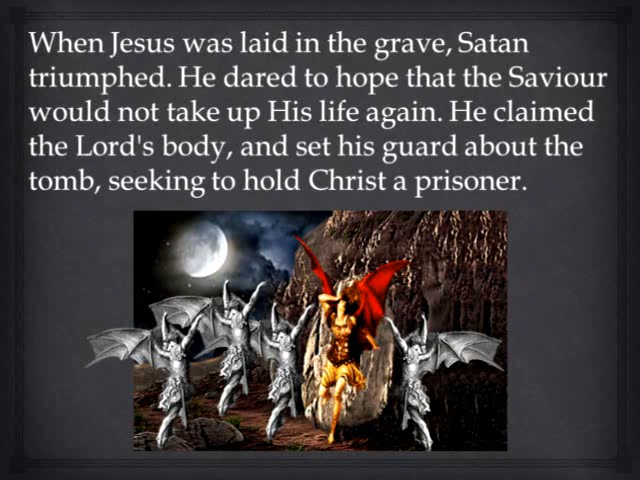 When Jesus was laid in the grave, Satan
triumphed. He dared to hope that the Saviour
would not take up His life again. He claimed
the Lord's body, and set his guard about the
tomb, seeking to hold Christ a prisoner.